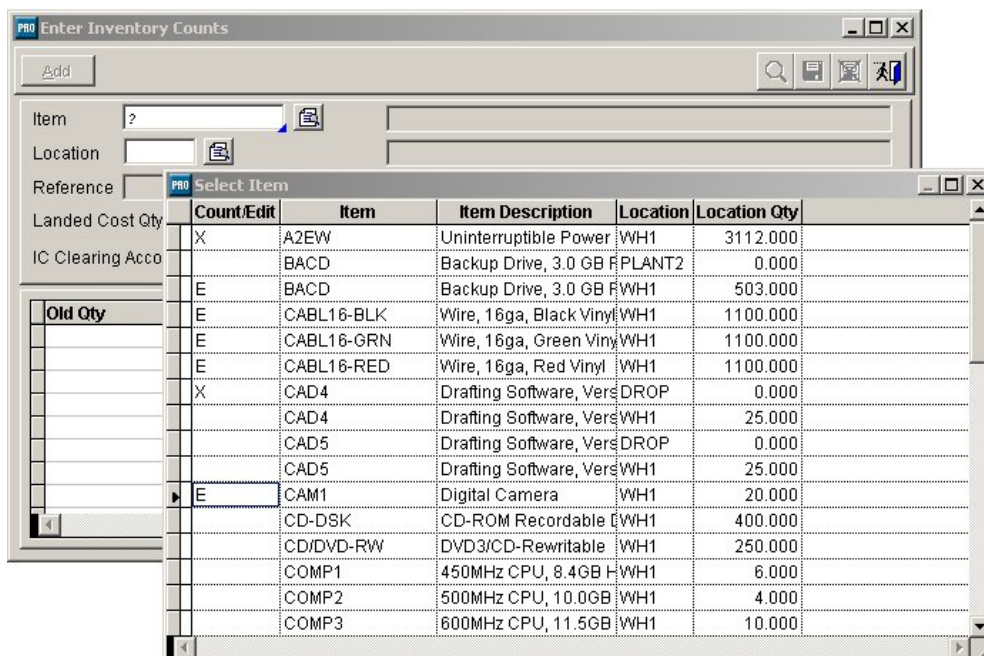 PRO Enter Inventory Counts
Add
Item ?
Location
Reference
Landed Cost Qty
IC Clearing Acco
Old Qty
PRO Select Item
Count/Edit Item Item Description Location Location Qty
X A2EW Uninterruptible Power WH1 3112.000
BACD Backup Drive, 3.0 GB PLANT2 0.000
E BACD Backup Drive, 3.0 GB WH1 503.000
E CABL16-BLK Wire, 16ga, Black Vinyl WH1 1100.000
E CABL16-GRN Wire, 16ga, Green Viny WH1 1100.000
E CABL16-RED Wire, 16ga, Red Vinyl WH1 1100.000
X CAD4 Drafting Software, Vers DROP 0.000
CAD4 Drafting Software, Vers WH1 25.000
CAD5 Drafting Software, Vers DROP 0.000
CAD5 Drafting Software, Vers WH1 25.000
E CAM1 Digital Camera WH1 20.000
CD-DSK CD-ROM Recordable WH1 400.000
CD/DVD-RW DVD3/CD-Rewritable WH1 250.000
COMP1 450MHz CPU, 8.4GB H WH1 6.000
COMP2 500MHz CPU, 10.0GB WH1 4.000
COMP3 600MHz CPU, 11.5GB WH1 10.000